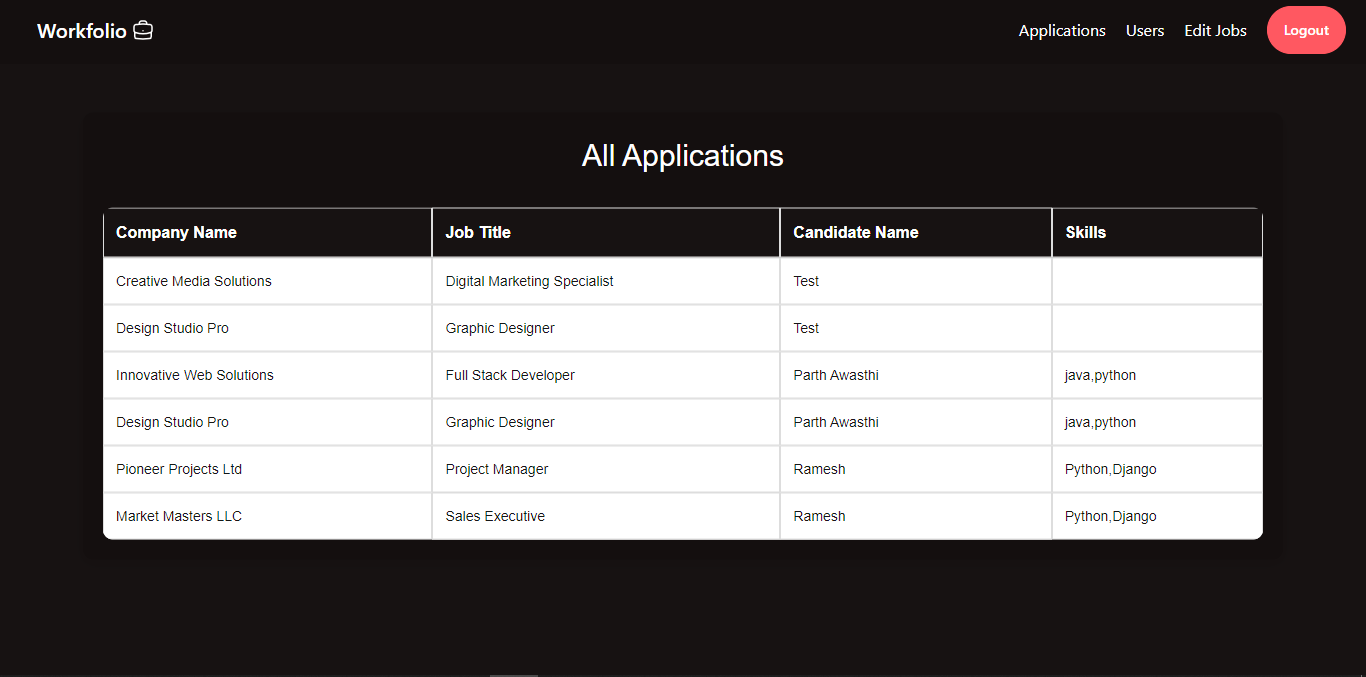 Workfolio
Applications Users Edit Jobs Logout
All Applications
Company Name Job Title Candidate Name Skills
Creative Media Solutions Digital Marketing Specialist Test
Design Studio Pro Graphic Designer Test
Innovative Web Solutions Full Stack Developer Parth Awasthi java,python
Design Studio Pro Graphic Designer Parth Awasthi java,python
Pioneer Projects Ltd Project Manager Ramesh Python,Django
Market Masters LLC Sales Executive Ramesh Python,Django